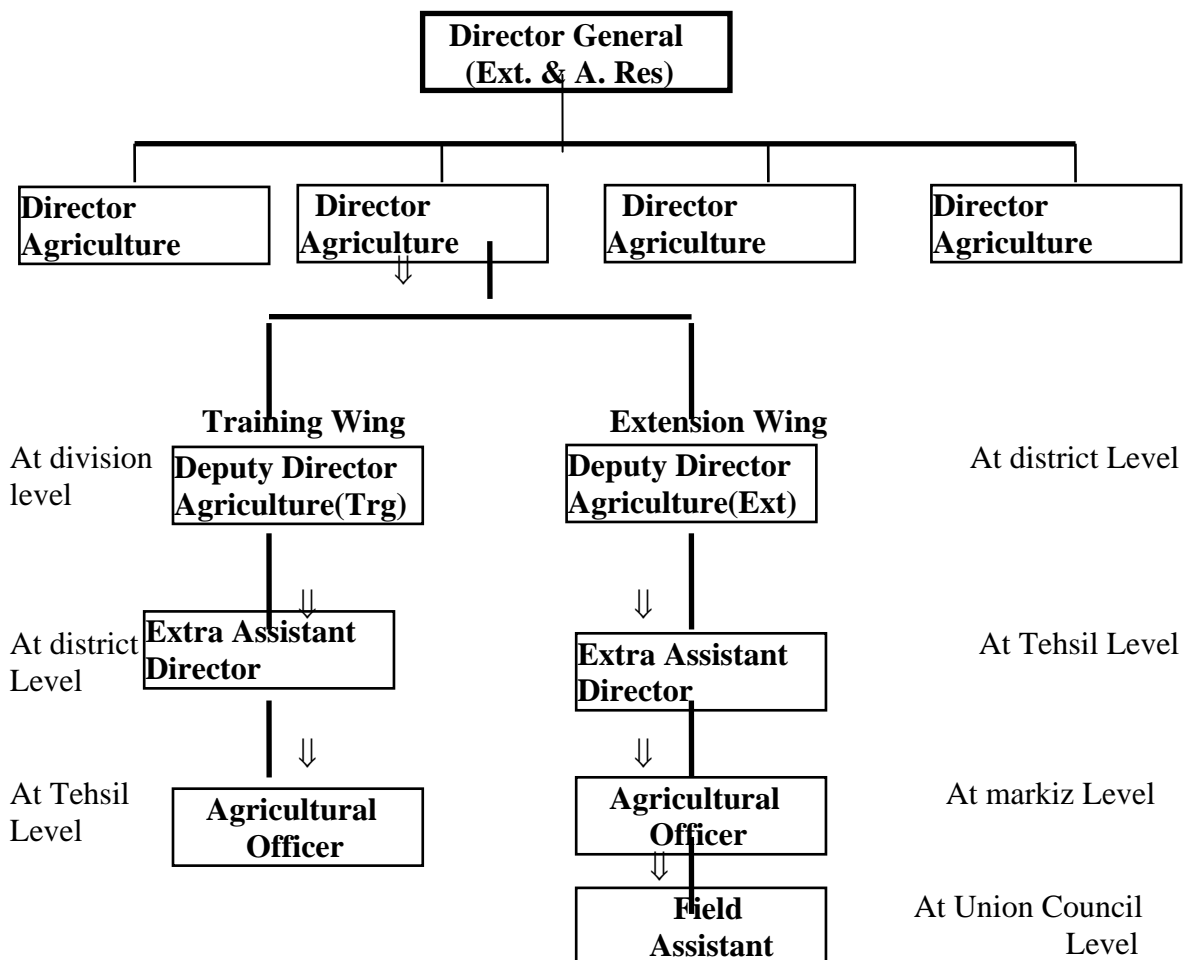 Director General
(Ext. & A. Res)
Director
Agriculture
Director
Agriculture
Director
Agriculture
Director
Agriculture
⇓
Training Wing
Extension Wing
At division
level
Deputy Director
Agriculture(Trg)
Deputy Director
Agriculture(Ext)
At district Level
⇓
⇓
At district
Level
Extra Assistant
Director
Extra Assistant
Director
At Tehsil Level
⇓
⇓
At Tehsil
Level
Agricultural
Officer
Agricultural
Officer
At markiz Level
⇓
Field
Assistant
At Union Council
Level